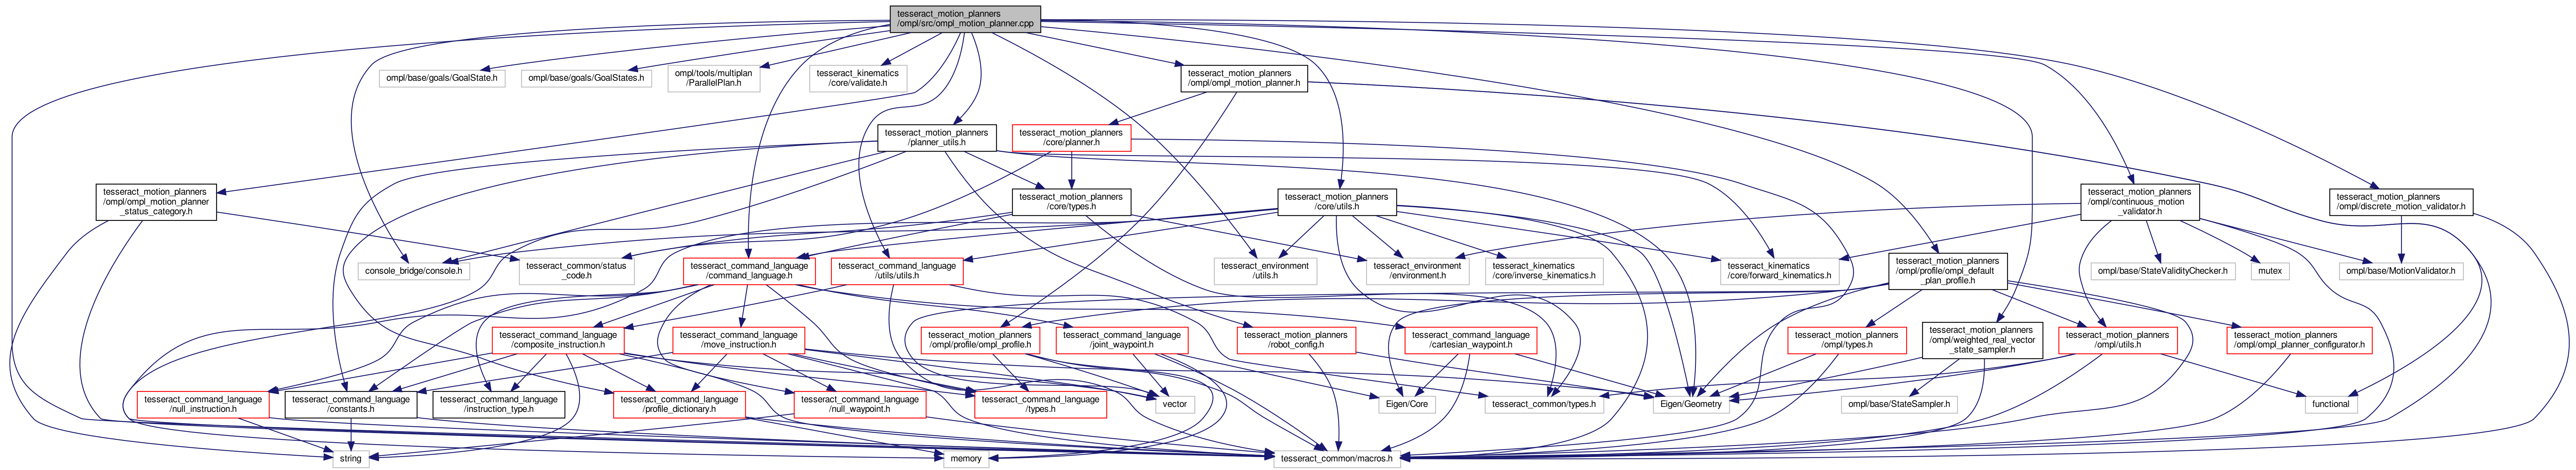 tesseract_motion_planners
/ompl/src/ompl_motion_planner.cpp
ompl/base/goals/GoalState.h
ompl/base/goals/GoalStates.h
ompl/tools/multiplan
/ParallelPlan.h
tesseract_kinematics
/core/validate.h
tesseract_motion_planners
/ompl/ompl_motion_planner.h
tesseract_motion_planners
/planner_utils.h
tesseract_motion_planners
/core/planner.h
tesseract_motion_planners
/ompl/ompl_motion_planner
_status_category.h
tesseract_motion_planners
/core/types.h
tesseract_motion_planners
/core/utils.h
tesseract_motion_planners
/ompl/continuous_motion
_validator.h
tesseract_motion_planners
/ompl/discrete_motion_validator.h
console_bridge/console.h
tesseract_common/status
_code.h
tesseract_command_language
/command_language.h
tesseract_command_language
/utils/utils.h
tesseract_environment
/utils.h
tesseract_environment
/environment.h
tesseract_kinematics
/core/inverse_kinematics.h
tesseract_kinematics
/core/forward_kinematics.h
tesseract_motion_planners
/ompl/profile/ompl_default
_plan_profile.h
ompl/base/StateValidityChecker.h
mutex
ompl/base/MotionValidator.h
tesseract_command_language
/composite_instruction.h
tesseract_command_language
/move_instruction.h
tesseract_motion_planners
/ompl/profile/ompl_profile.h
tesseract_command_language
/joint_waypoint.h
tesseract_motion_planners
/robot_config.h
tesseract_command_language
/cartesian_waypoint.h
tesseract_motion_planners
/ompl/types.h
tesseract_motion_planners
/ompl/weighted_real_vector
_state_sampler.h
tesseract_motion_planners
/ompl/utils.h
tesseract_motion_planners
/ompl/ompl_planner_configurator.h
tesseract_command_language
/null_instruction.h
tesseract_command_language
/constants.h
tesseract_command_language
/instruction_type.h
tesseract_command_language
/profile_dictionary.h
tesseract_command_language
/null_waypoint.h
tesseract_command_language
/types.h
vector
Eigen/Core
tesseract_common/types.h
Eigen/Geometry
ompl/base/StateSampler.h
functional
string
memory
tesseract_common/macros.h